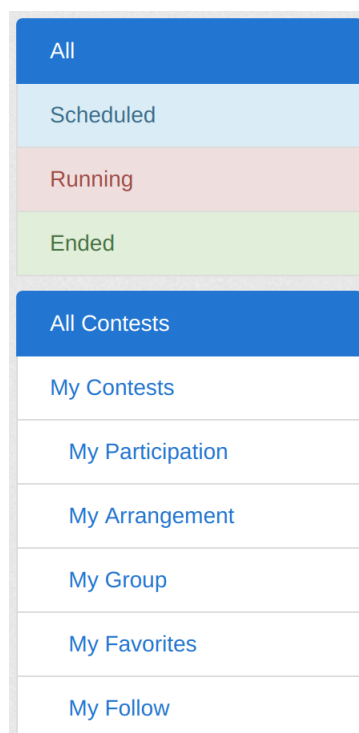 All
Scheduled
Running
Ended
All Contests
My Contests
My Participation
My Arrangement
My Group
My Favorites
My Follow